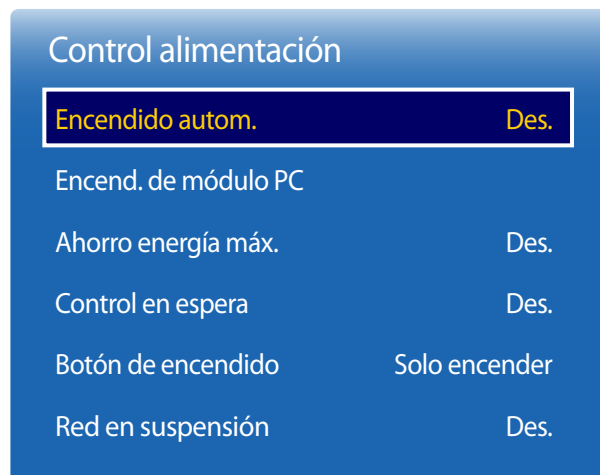 Control alimentación
Encendido autom. Des.
Encend. de módulo PC
Ahorro energía máx. Des.
Control en espera Des.
Botón de encendido Solo encender
Red en suspensión Des.